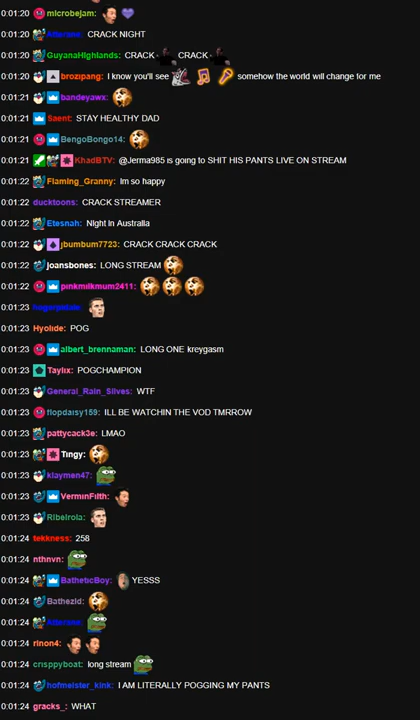 0:01:20 microbejam:
0:01:20 Atterane: CRACK NIGHT
0:01:20 GuyanaHighlands: CRACK CRACK
0:01:20 brozipang: I know you'll see somehow the world will change for me
0:01:21 bandeyawx:
0:01:21 Saent: STAY HEALTHY DAD
0:01:21 BengoBongo14:
0:01:21 KhadBTV: @Jerma985 is going to SHIT HIS PANTS LIVE ON STREAM
0:01:22 Flaming_Granny: Im so happy
0:01:22 ducktoons: CRACK STREAMER
0:01:22 Etesnah: Night in Australia
0:01:22 jbumbum7723: CRACK CRACK CRACK
0:01:22 joansbones: LONG STREAM
0:01:22 pinkmilkmum2411:
0:01:23
0:01:23 Hyolide: POG
0:01:23 albert_brennaman: LONG ONE kreygasm
0:01:23 Taylix: POGCHAMPION
0:01:23 General_Rain_Slives: WTF
0:01:23 flopdaisy159: ILL BE WATCHIN THE VOD TMRROW
0:01:23 pattycack3e: LMAO
0:01:23 Tingy:
0:01:23 klaymen47:
0:01:23 VerminFilth:
0:01:23 Ribeirola:
0:01:23 tekkness: 258
0:01:24 nthnvn:
0:01:24 BatheticBoy: YESSS
0:01:24 Bathezid:
0:01:24 Atterane:
0:01:24 rinon4:
0:01:24 crisppyboat: long stream
0:01:24 hofmeister_kink: I AM LITERALLY POGGING MY PANTS
0:01:24 gracks_: WHAT